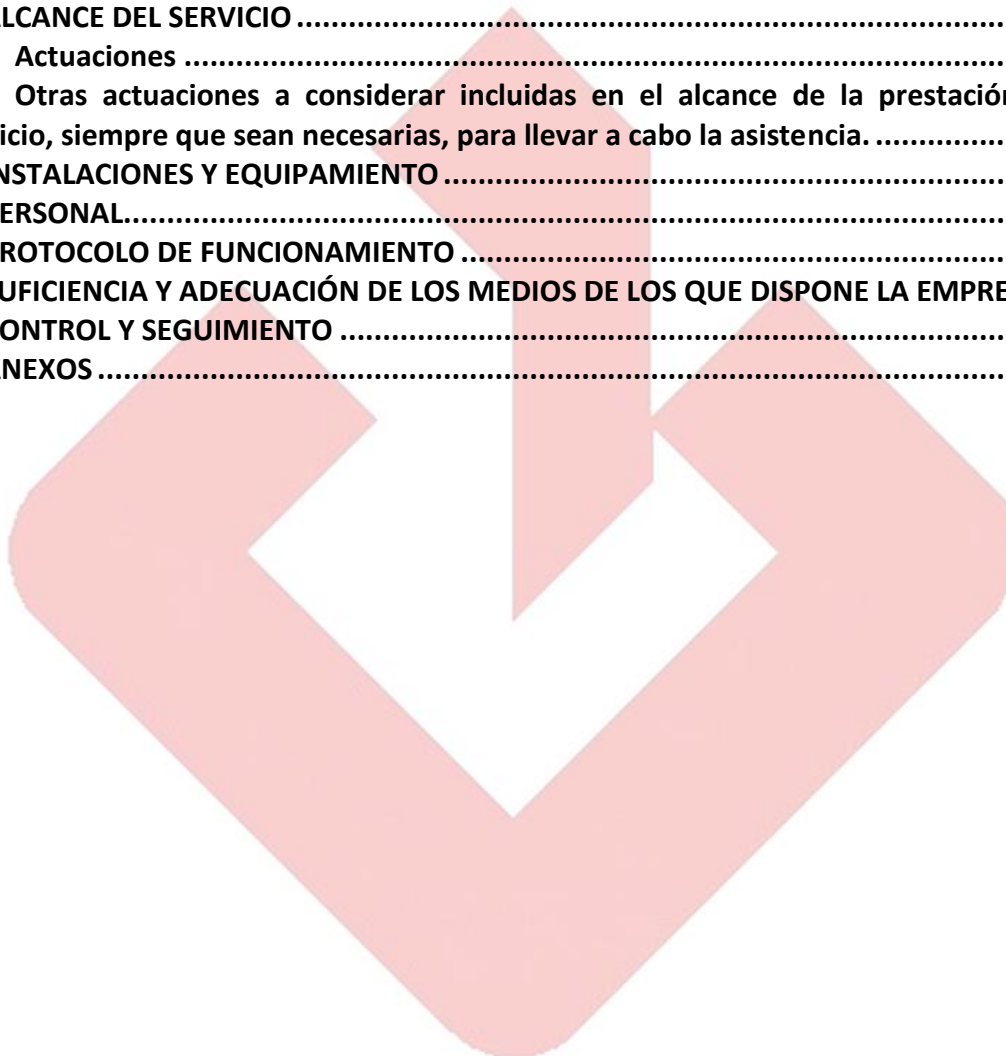 ALCANCE DEL SERVICIO ....................................................................................
Actuaciones ....................................................................................................
Otras actuaciones a considerar incluidas en el alcance de la prestación
icio, siempre que sean necesarias, para llevar a cabo la asistencia. ................
NSTALACIONES Y EQUIPAMIENTO ....................................................................
ERSONAL.............................................................................................................
ROTOCOLO DE FUNCIONAMIENTO ..................................................................
UFICIENCIA Y ADECUACIÓN DE LOS MEDIOS DE LOS QUE DISPONE LA EMPRE
ONTROL Y SEGUIMIENTO ................................................................................
NEXOS ...............................................................................................................